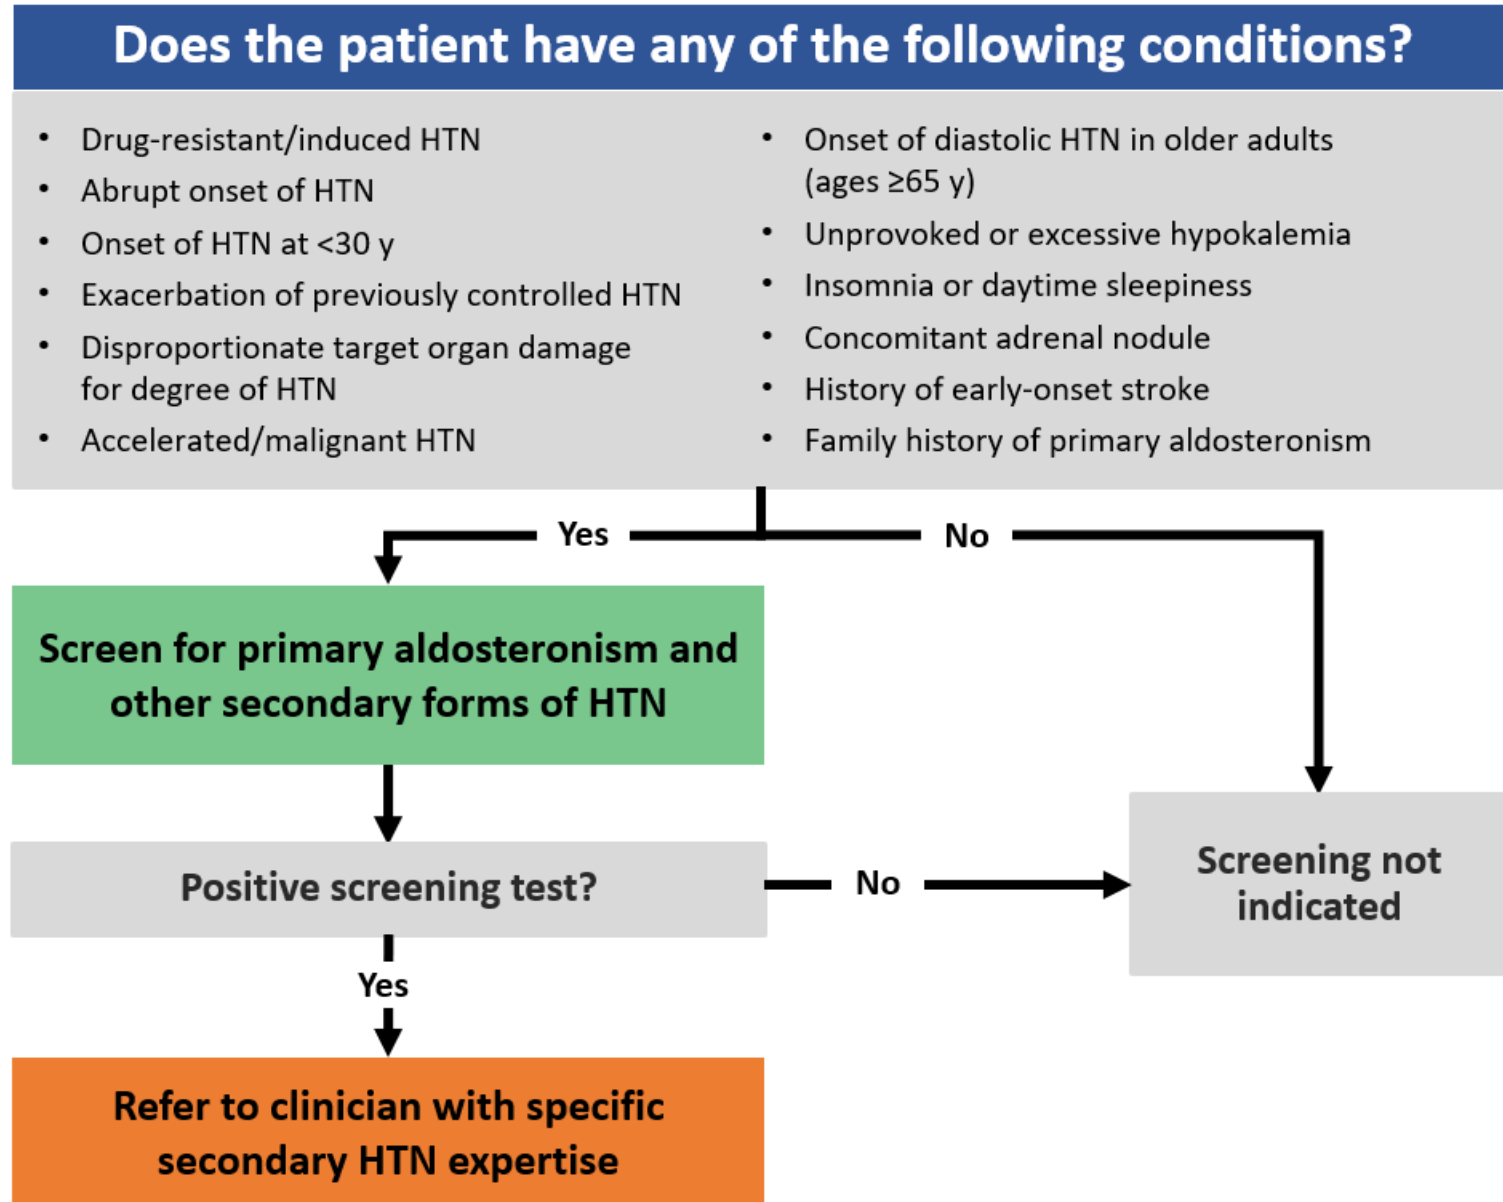 Does the patient have any of the following conditions?
• Drug-resistant/induced HTN
• Abrupt onset of HTN
• Onset of HTN at <30 y
• Exacerbation of previously controlled HTN
• Disproportionate target organ damage
for degree of HTN
• Accelerated/malignant HTN
• Onset of diastolic HTN in older adults
(ages ≥65 y)
• Unprovoked or excessive hypokalemia
• Insomnia or daytime sleepiness
• Concomitant adrenal nodule
• History of early-onset stroke
• Family history of primary aldosteronism
Yes
No
Screen for primary aldosteronism and
other secondary forms of HTN
Positive screening test?
No
Screening not
indicated
Yes
Refer to clinician with specific
secondary HTN expertise